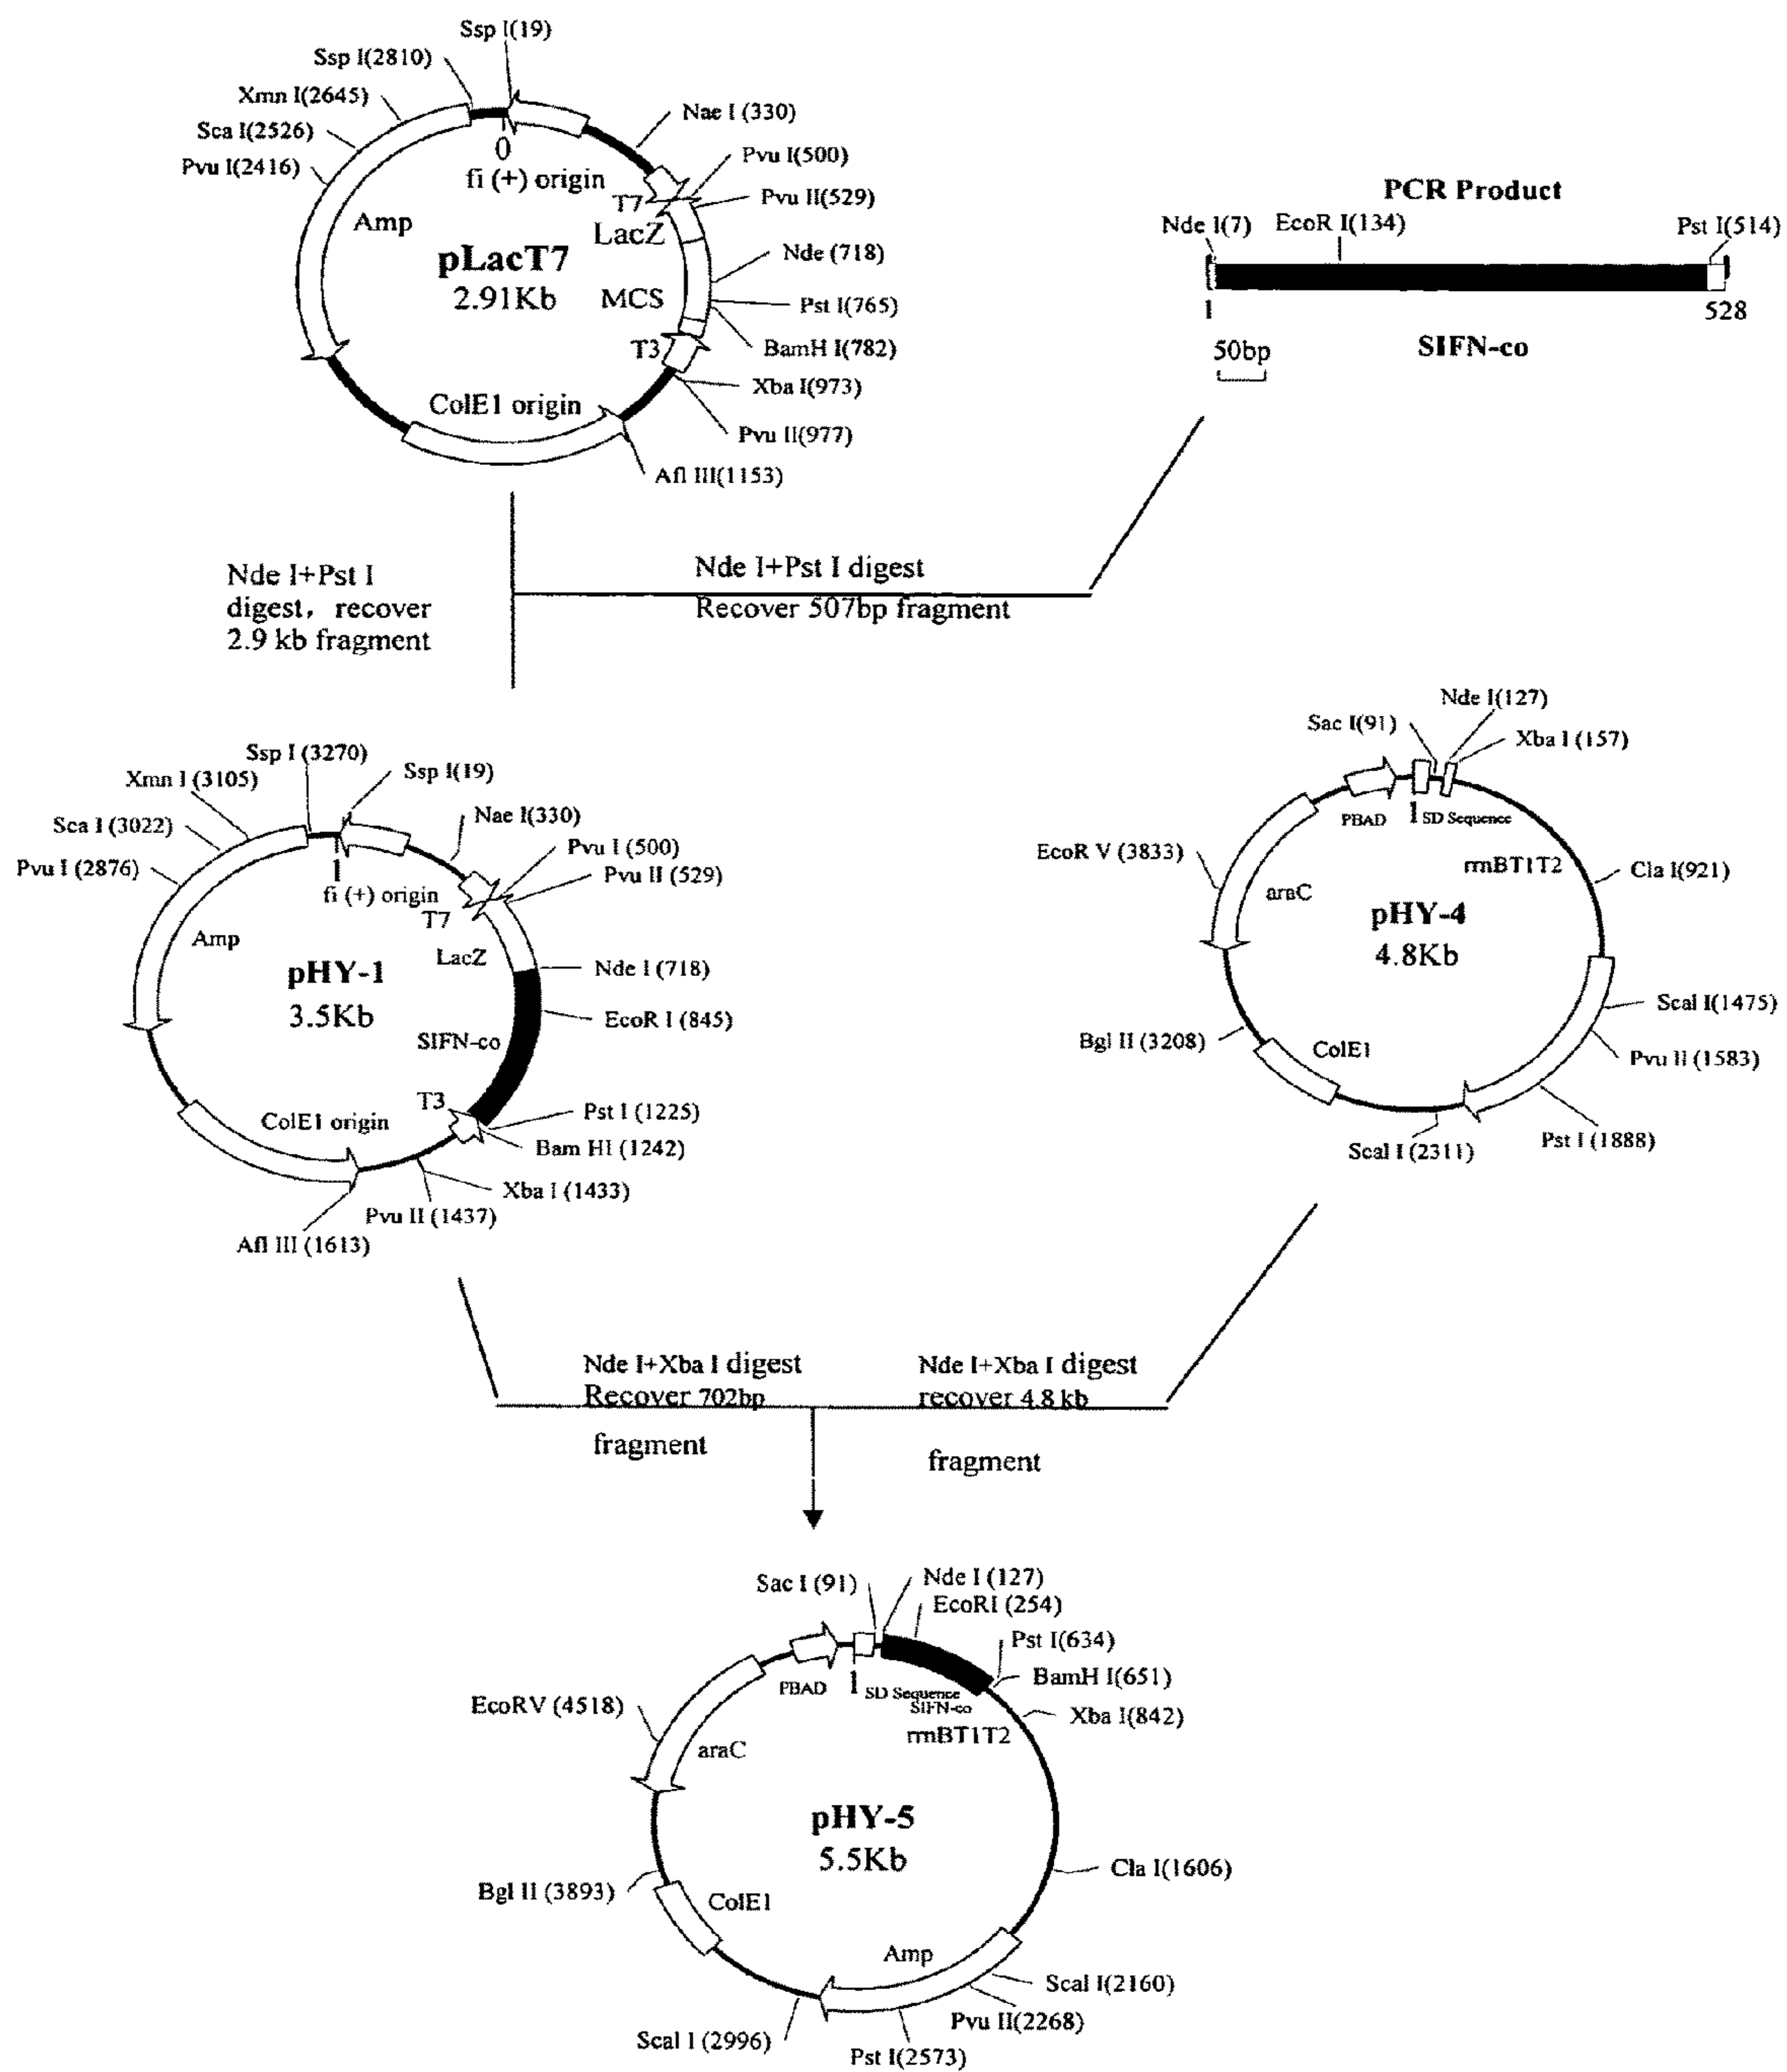 Ssp I(19)
Ssp I(2810)
Xmn I(2645)
Sca I(2526)
Pvu I(2416)
Nae I (330)
Pvu I(500)
Pvu II(529)
Nde (718)
Pst I(765)
BamH I(782)
Xba I(973)
Pvu II(977)
Afl III(1153)
0
fi (+) origin
T7
LacZ
Amp
pLacT7
2.91Kb
MCS
T3
ColE1 origin
PCR Product
Nde I(7)
EcoR I(134)
Pst I(514)
1
528
50bp
SIFN-co
Nde I+Pst I
digest, recover
2.9 kb fragment
Nde I+Pst I digest
Recover 507bp fragment
Ssp I (3270)
Ssp I(19)
Xmn I (3105)
Sca I (3022)
Pvu I (2876)
Nae I(330)
Pvu I (500)
Pvu II (529)
Nde I (718)
EcoR I (845)
Pst I (1225)
Bam HI (1242)
Xba I (1433)
Pvu II (1437)
Afl III (1613)
1
fi (+) origin
T7
LacZ
Amp
pHY-1
3.5Kb
SIFN-co
T3
ColE1 origin
Nde I(127)
Sac I(91)
Xba I (157)
PBAD
1 SD Sequence
rrnBT1T2
Cla I(921)
EcoR V (3833)
araC
pHY-4
4.8Kb
ScaI I(1475)
Pvu II (1583)
Bgl II (3208)
ColE1
Pst I (1888)
ScaI I (2311)
Nde I+Xba I digest
Recover 702bp
fragment
Nde I+Xba I digest
recover 4.8 kb
fragment
Sac I (91)
Nde I (127)
EcoRI (254)
Pst I(634)
BamH I(651)
Xba I(842)
PBAD
1 SD Sequence
SIFN-co
rrnBT1T2
EcoRV (4518)
araC
pHY-5
5.5Kb
Cla I(1606)
Bgl II (3893)
ColE1
Amp
ScaI I(2160)
Pvu II(2268)
ScaI I (2996)
Pst I(2573)